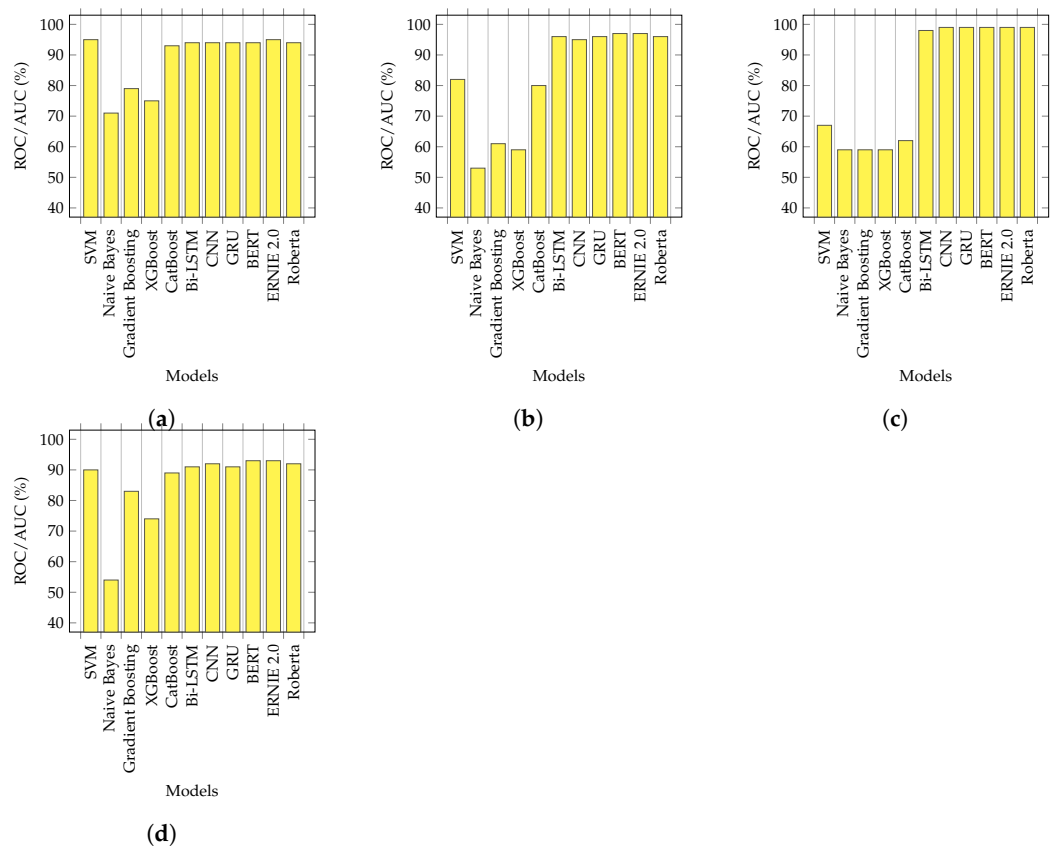 100
90
80
70
60
50
40
ROC/AUC (%)
SVM
Naive Bayes
Gradient Boosting
XGBoost
CatBoost
Bi-LSTM
CNN
GRU
BERT
ERNIE 2.0
Roberta
Models
(a)
100
90
80
70
60
50
40
ROC/AUC (%)
SVM
Naive Bayes
Gradient Boosting
XGBoost
CatBoost
Bi-LSTM
CNN
GRU
BERT
ERNIE 2.0
Roberta
Models
(b)
100
90
80
70
60
50
40
ROC/AUC (%)
SVM
Naive Bayes
Gradient Boosting
XGBoost
CatBoost
Bi-LSTM
CNN
GRU
BERT
ERNIE 2.0
Roberta
Models
(c)
100
90
80
70
60
50
40
ROC/AUC (%)
SVM
Naive Bayes
Gradient Boosting
XGBoost
CatBoost
Bi-LSTM
CNN
GRU
BERT
ERNIE 2.0
Roberta
Models
(d)